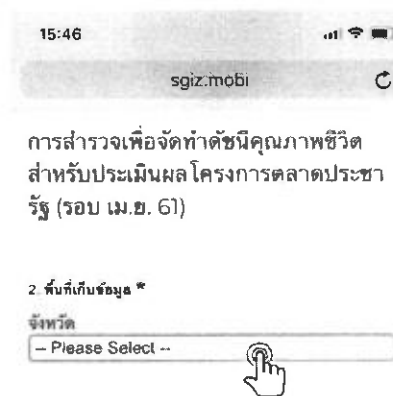 15:46
sgiz.mobi
การสำรวจเพื่อจัดทำดัชนีคุณภาพชีวิต
สำหรับประเมินผลโครงการตลาดประชา
รัฐ (รอบ เม.ย. 61)
2. พื้นที่เก็บข้อมูล *
จังหวัด
-- Please Select --